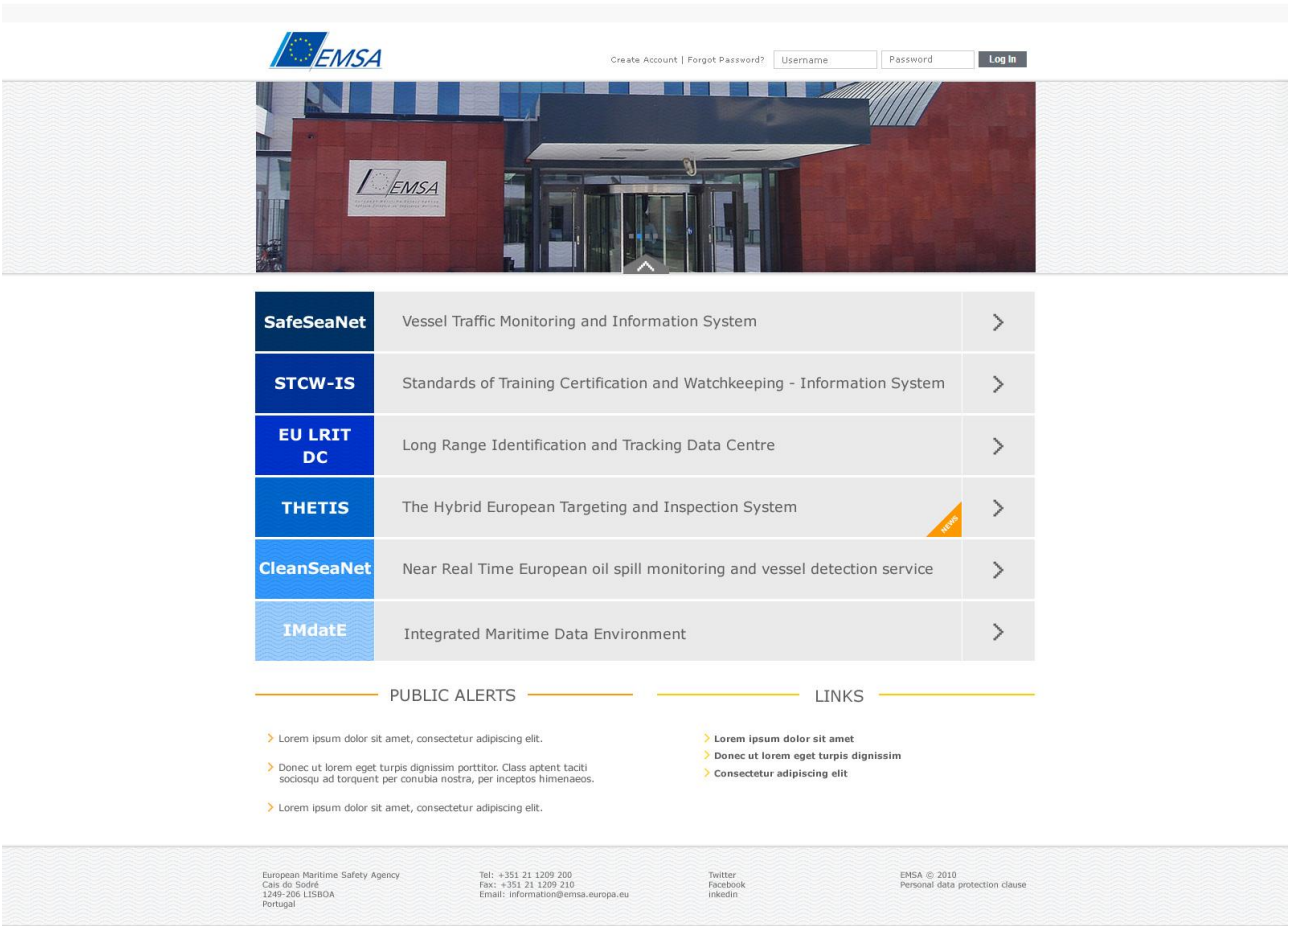 EMSA
Create Account | Forgot Password?
Username
Password
Log In
EMSA
SafeSeaNet
Vessel Traffic Monitoring and Information System
STCW-IS
Standards of Training Certification and Watchkeeping - Information System
EU LRIT
DC
Long Range Identification and Tracking Data Centre
THETIS
The Hybrid European Targeting and Inspection System
NEWS
CleanSeaNet
Near Real Time European oil spill monitoring and vessel detection service
IMdatE
Integrated Maritime Data Environment
PUBLIC ALERTS
Lorem ipsum dolor sit amet, consectetur adipiscing elit.
Donec ut lorem eget turpis dignissim porttitor. Class aptent taciti
sociosqu ad torquent per conubia nostra, per inceptos himenaeos.
Lorem ipsum dolor sit amet, consectetur adipiscing elit.
LINKS
Lorem ipsum dolor sit amet
Donec ut lorem eget turpis dignissim
Consectetur adipiscing elit
European Maritime Safety Agency
Cais do Sodré
1249-206 LISBOA
Portugal
Tel: +351 21 1209 200
Fax: +351 21 1209 210
Email: information@emsa.europa.eu
Twitter
Facebook
inkedin
EMSA © 2010
Personal data protection clause